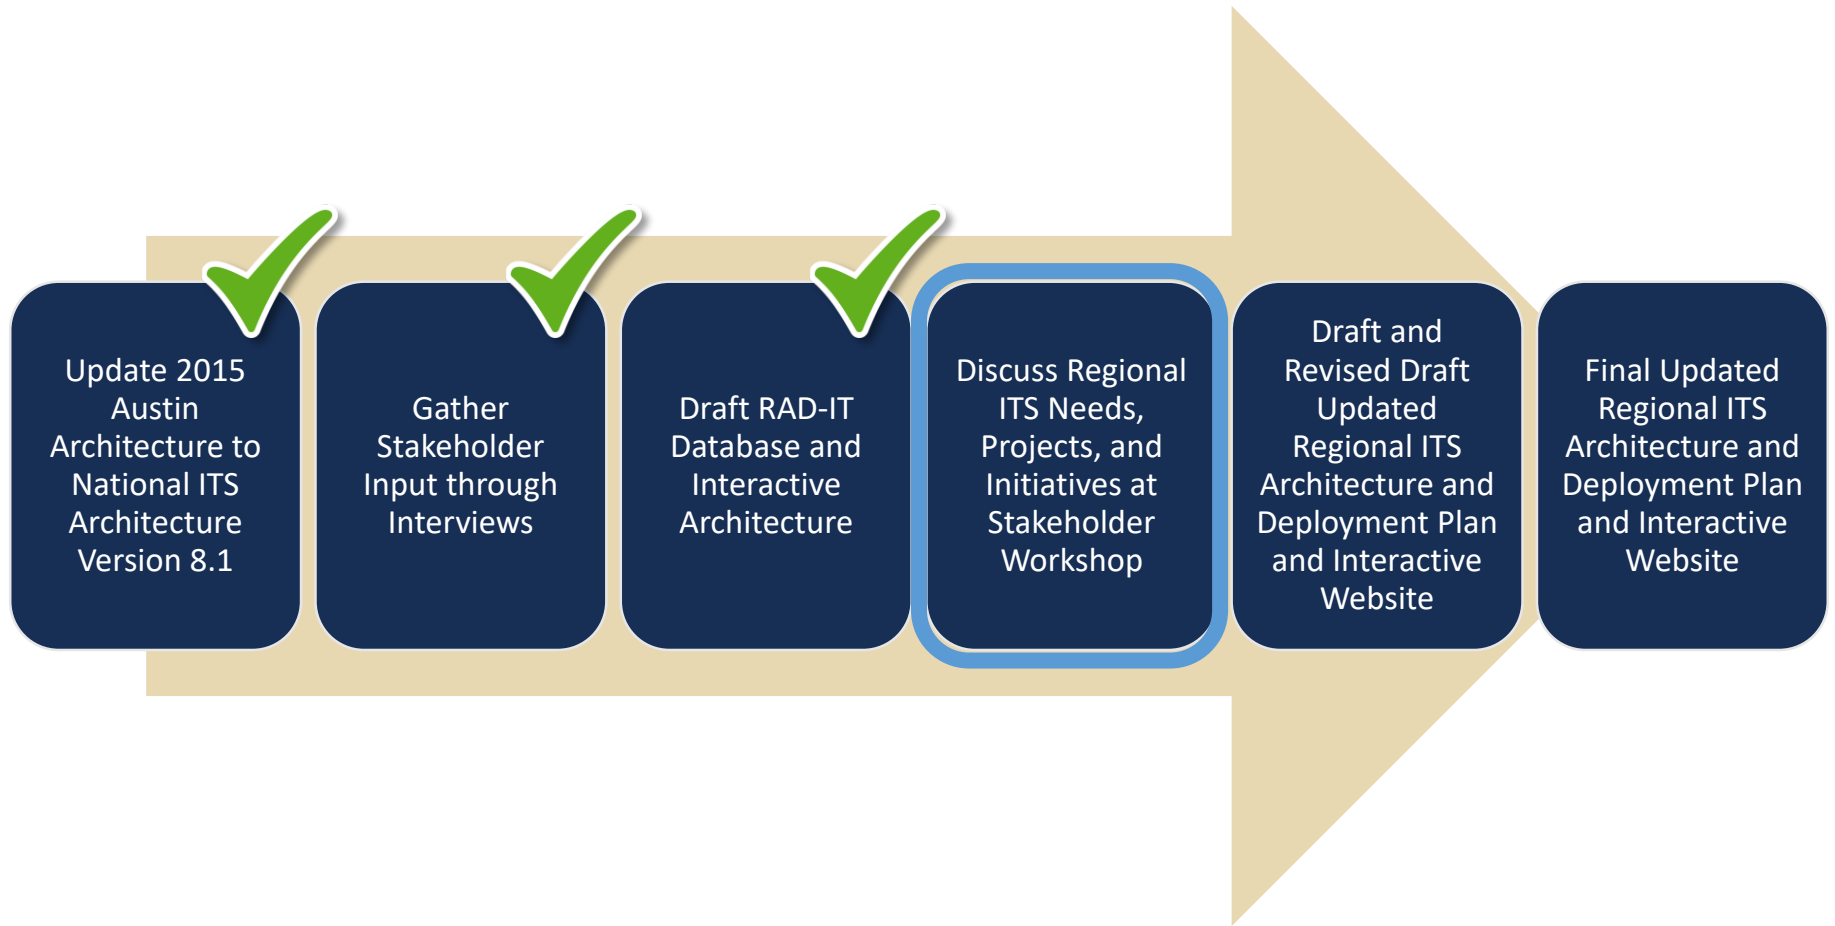 Update 2015
Austin
Architecture to
National ITS
Architecture
Version 8.1
Gather
Stakeholder
Input through
Interviews
Draft RAD-IT
Database and
Interactive
Architecture
Discuss Regional
ITS Needs,
Projects, and
Initiatives at
Stakeholder
Workshop
Draft and
Revised Draft
Updated
Regional ITS
Architecture and
Deployment Plan
and Interactive
Website
Final Updated
Regional ITS
Architecture and
Deployment Plan
and Interactive
Website